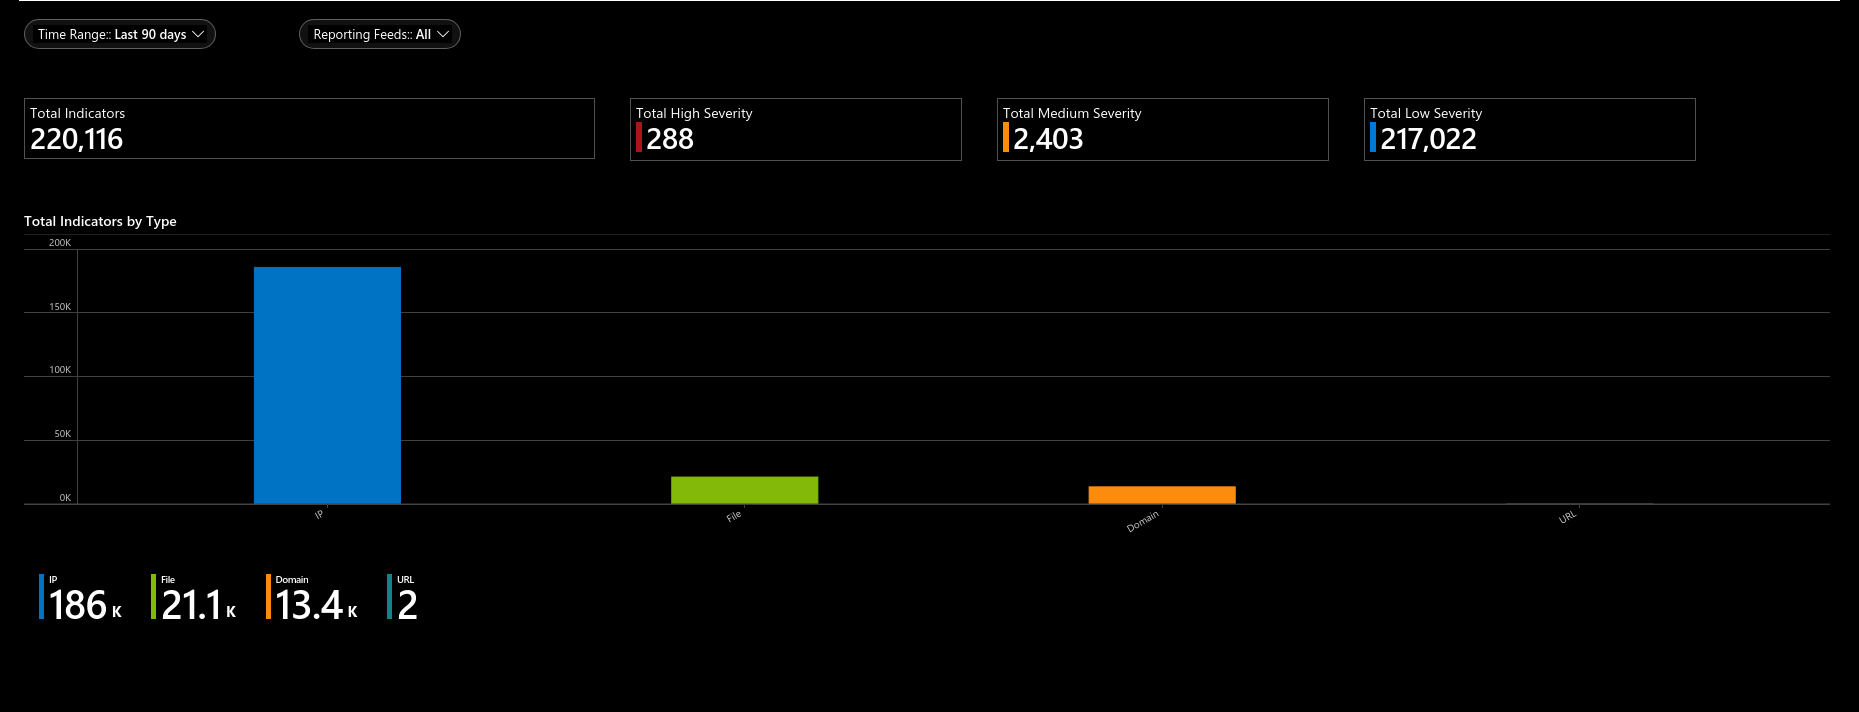 Time Range:: Last 90 days
Reporting Feeds:: All
Total Indicators
220,116
Total High Severity
288
Total Medium Severity
2,403
Total Low Severity
217,022
Total Indicators by Type
200K
150K
100K
50K
0K
IP
File
Domain
URL
IP
186 K
File
21.1 K
Domain
13.4 K
URL
2